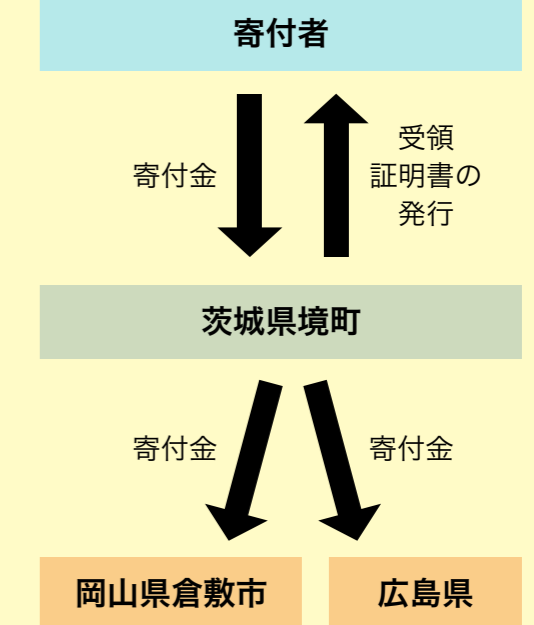 寄付者
寄付金
受領
証明書の
発行
茨城県境町
寄付金
寄付金
岡山県倉敷市
広島県